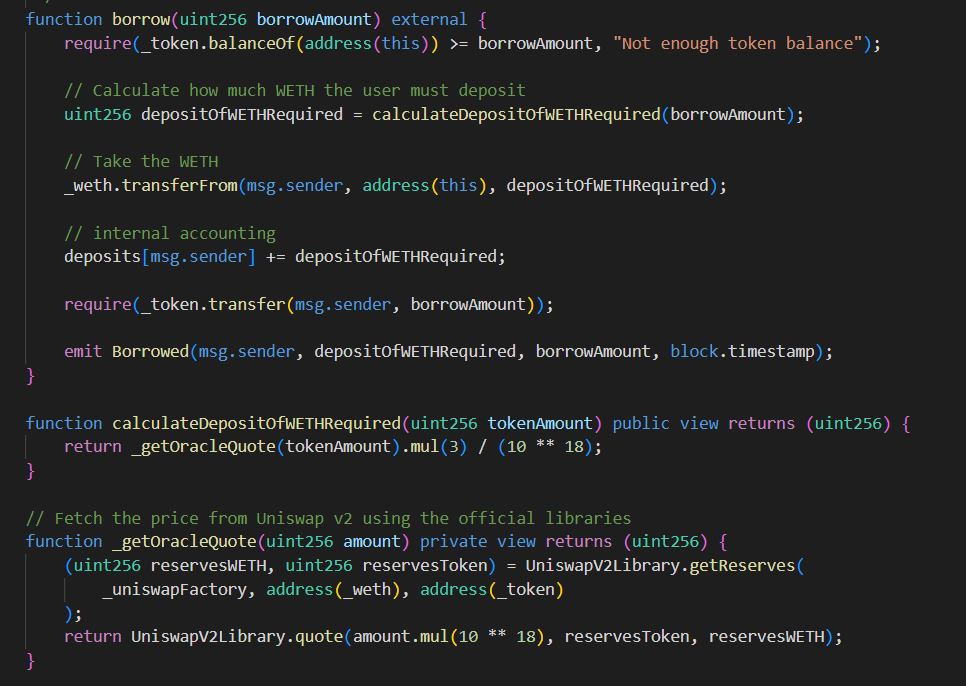 function borrow(uint256 borrowAmount) external {
    require(_token.balanceOf(address(this)) >= borrowAmount, "Not enough token balance");

    // Calculate how much WETH the user must deposit
    uint256 depositOfWETHRequired = calculateDepositOfWETHRequired(borrowAmount);

    // Take the WETH
    _weth.transferFrom(msg.sender, address(this), depositOfWETHRequired);

    // internal accounting
    deposits[msg.sender] += depositOfWETHRequired;

    require(_token.transfer(msg.sender, borrowAmount));

    emit Borrowed(msg.sender, depositOfWETHRequired, borrowAmount, block.timestamp);
}

function calculateDepositOfWETHRequired(uint256 tokenAmount) public view returns (uint256) {
    return _getOracleQuote(tokenAmount).mul(3) / (10 ** 18);
}

// Fetch the price from Uniswap v2 using the official libraries
function _getOracleQuote(uint256 amount) private view returns (uint256) {
    (uint256 reservesWETH, uint256 reservesToken) = UniswapV2Library.getReserves(
        _uniswapFactory, address(_weth), address(_token)
    );
    return UniswapV2Library.quote(amount.mul(10 ** 18), reservesToken, reservesWETH);
}